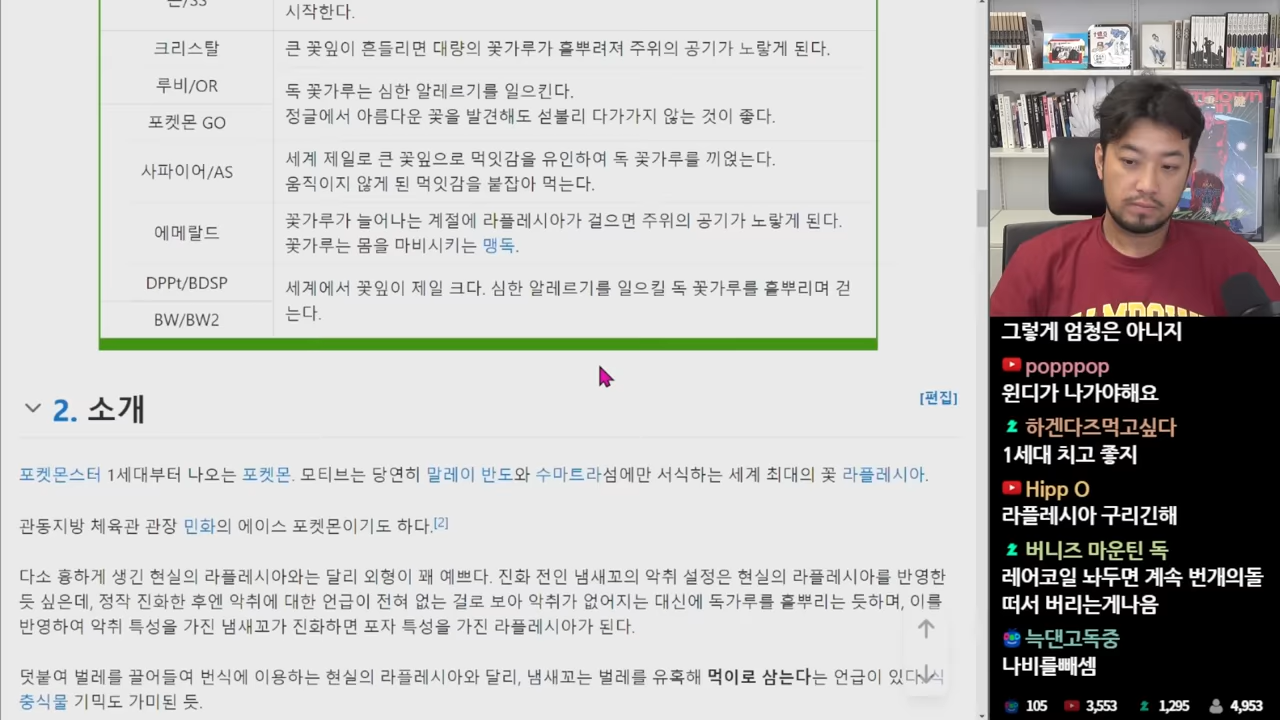 시작한다.
크리스탈
큰 꽃잎이 흔들리면 대량의 꽃가루가 흩뿌려져 주위의 공기가 노랗게 된다.
루비/OR
포켓몬 GO
독 꽃가루는 심한 알레르기를 일으킨다.
정글에서 아름다운 꽃을 발견해도 섣불리 다가가지 않는 것이 좋다.
사파이어/AS
세계 제일로 큰 꽃잎으로 먹잇감을 유인하여 독 꽃가루를 끼얹는다.
움직이지 않게 된 먹잇감을 붙잡아 먹는다.
에메랄드
꽃가루가 늘어나는 계절에 라플레시아가 걸으면 주위의 공기가 노랗게 된다.
꽃가루는 몸을 마비시키는 맹독.
DPPt/BDSP
BW/BW2
세계에서 꽃잎이 제일 크다. 심한 알레르기를 일으킬 독 꽃가루를 흩뿌리며 걷
는다.
2. 소개
[편집]
포켓몬스터 1세대부터 나오는 포켓몬. 모티브는 당연히 말레이 반도와 수마트라섬에만 서식하는 세계 최대의 꽃 라플레시아.
관동지방 체육관 관장 민화의 에이스 포켓몬이기도 하다.[2]
다소 흉하게 생긴 현실의 라플레시아와는 달리 외형이 꽤 예쁘다. 진화 전인 냄새꼬의 악취 설정은 현실의 라플레시아를 반영한
듯 싶은데, 정작 진화한 후엔 악취에 대한 언급이 전혀 없는 걸로 보아 악취가 없어지는 대신에 독가루를 흩뿌리는 듯하며, 이를
반영하여 악취 특성을 가진 냄새꼬가 진화하면 포자 특성을 가진 라플레시아가 된다.
덧붙여 벌레를 끌어들여 번식에 이용하는 현실의 라플레시아와 달리, 냄새꼬는 벌레를 유혹해 먹이로 삼는다는 언급이 있다. 식
충식물 기믹도 가미된 듯.
그렇게 엄청은 아니지
popppop
윈디가 나가야해요
하겐다즈먹고싶다
1세대 치고 좋지
Hipp O
라플레시아 구리긴해
버니즈 마운틴 독
레어코일 놔두면 계속 번개의돌
떠서 버리는게나음
늑댄고독중
나비를빼셈
105 3,553 1,295 4,953